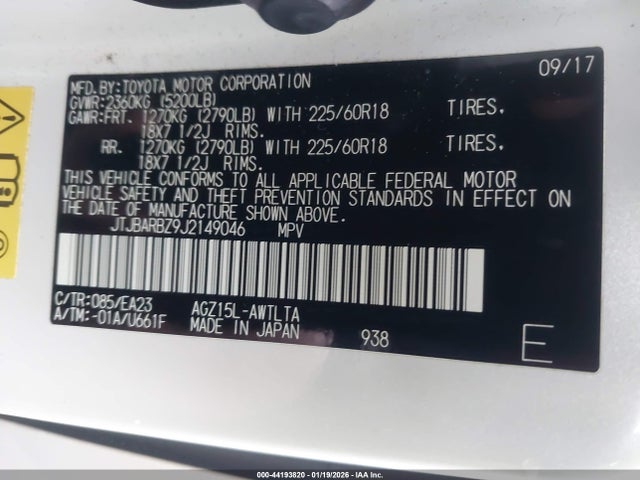 MFD.BY:TOYOTA MOTOR CORPORATION 09/17
GVWR:2360KG (5200LB)
GAWR:FRT. 1270KG (2790LB) WITH 225/60R18 TIRES.
18X7 1/2J RIMS.
RR. 1270KG (2790LB) WITH 225/60R18 TIRES.
18X7 1/2J RIMS.
THIS VEHICLE CONFORMS TO ALL APPLICABLE FEDERAL MOTOR
VEHICLE SAFETY AND THEFT PREVENTION STANDARDS IN EFFECT ON
THE DATE OF MANUFACTURE SHOWN ABOVE.
JTJBARBZ9J2149046 MPV
C/TR:085/EA23 AGZ15L-AWTLTA
A/TM:-01A/U661F MADE IN JAPAN 938 E
000-44193820 - 01/19/2026 - IAA Inc.